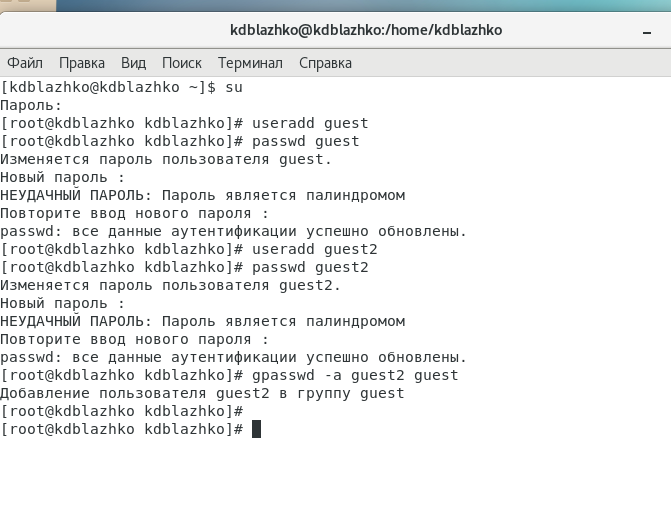 kdblazhko@kdblazhko:/home/kdblazhko
Файл Правка Вид Поиск Терминал Справка
[kdblazhko@kdblazhko ~]$ su
Пароль:
[root@kdblazhko kdblazhko]# useradd guest
[root@kdblazhko kdblazhko]# passwd guest
Изменяется пароль пользователя guest.
Новый пароль :
НЕУДАЧНЫЙ ПАРОЛЬ: Пароль является палиндромом
Повторите ввод нового пароля :
passwd: все данные аутентификации успешно обновлены.
[root@kdblazhko kdblazhko]# useradd guest2
[root@kdblazhko kdblazhko]# passwd guest2
Изменяется пароль пользователя guest2.
Новый пароль :
НЕУДАЧНЫЙ ПАРОЛЬ: Пароль является палиндромом
Повторите ввод нового пароля :
passwd: все данные аутентификации успешно обновлены.
[root@kdblazhko kdblazhko]# gpasswd -a guest2 guest
Добавление пользователя guest2 в группу guest
[root@kdblazhko kdblazhko]#
[root@kdblazhko kdblazhko]#